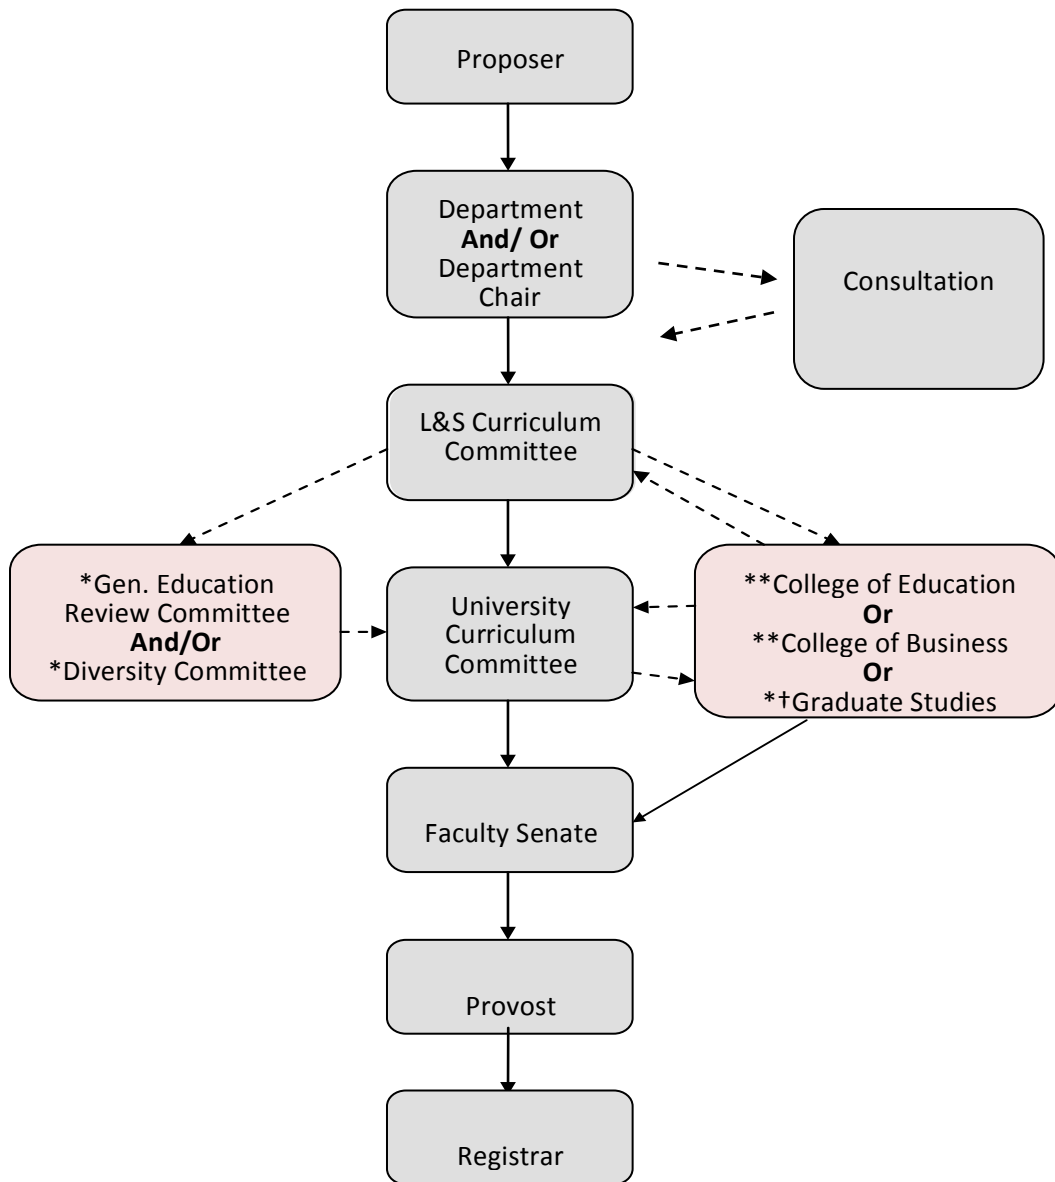 Proposer
Department
And/ Or
Department
Chair
Consultation
L&S Curriculum
Committee
*Gen. Education
Review Committee
And/Or
*Diversity Committee
University
Curriculum
Committee
**College of Education
Or
**College of Business
Or
*†Graduate Studies
Faculty Senate
Provost
Registrar